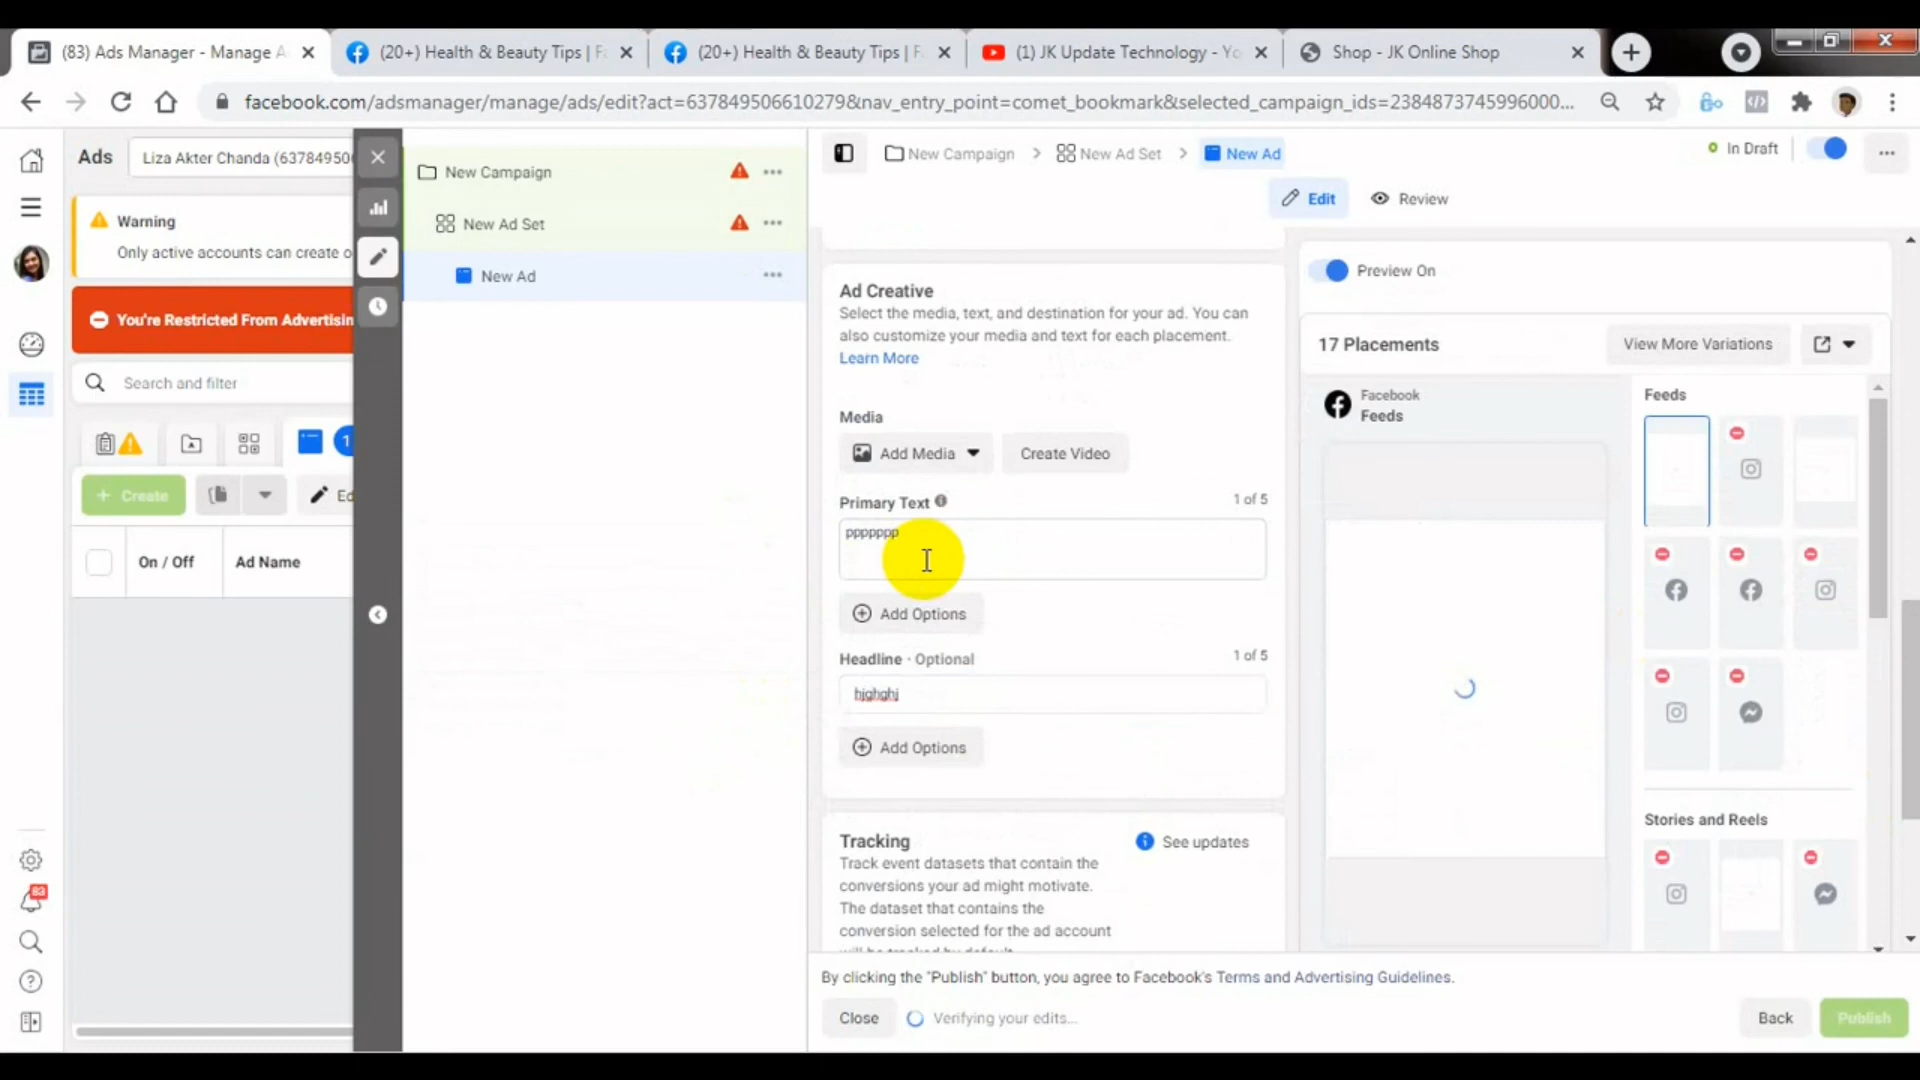 (83) Ads Manager - Manage A
(20+) Health & Beauty Tips | F
(20+) Health & Beauty Tips | F
(1) JK Update Technology - Yo
Shop - JK Online Shop
facebook.com/adsmanager/manage/ads/edit?act=637849506610279&nav_entry_point=comet_bookmark&selected_campaign_ids=2384873745996000...
Ads
Liza Akter Chanda (63784950
Warning
Only active accounts can create o
You're Restricted From Advertisin
Search and filter
1
+ Create
Ed
On / Off
Ad Name
83
New Campaign
New Ad Set
New Ad
New Campaign > New Ad Set > New Ad
In Draft
Edit
Review
Ad Creative
Select the media, text, and destination for your ad. You can
also customize your media and text for each placement.
Learn More
Media
Add Media
Create Video
Primary Text
1 of 5
ppppppp
Add Options
Headline · Optional
1 of 5
hjghghj
Add Options
Tracking
See updates
Track event datasets that contain the
conversions your ad might motivate.
The dataset that contains the
conversion selected for the ad account
will be tracked by default.
Preview On
17 Placements
View More Variations
Facebook
Feeds
Feeds
Stories and Reels
By clicking the "Publish" button, you agree to Facebook's Terms and Advertising Guidelines.
Close
Verifying your edits...
Back
Publish